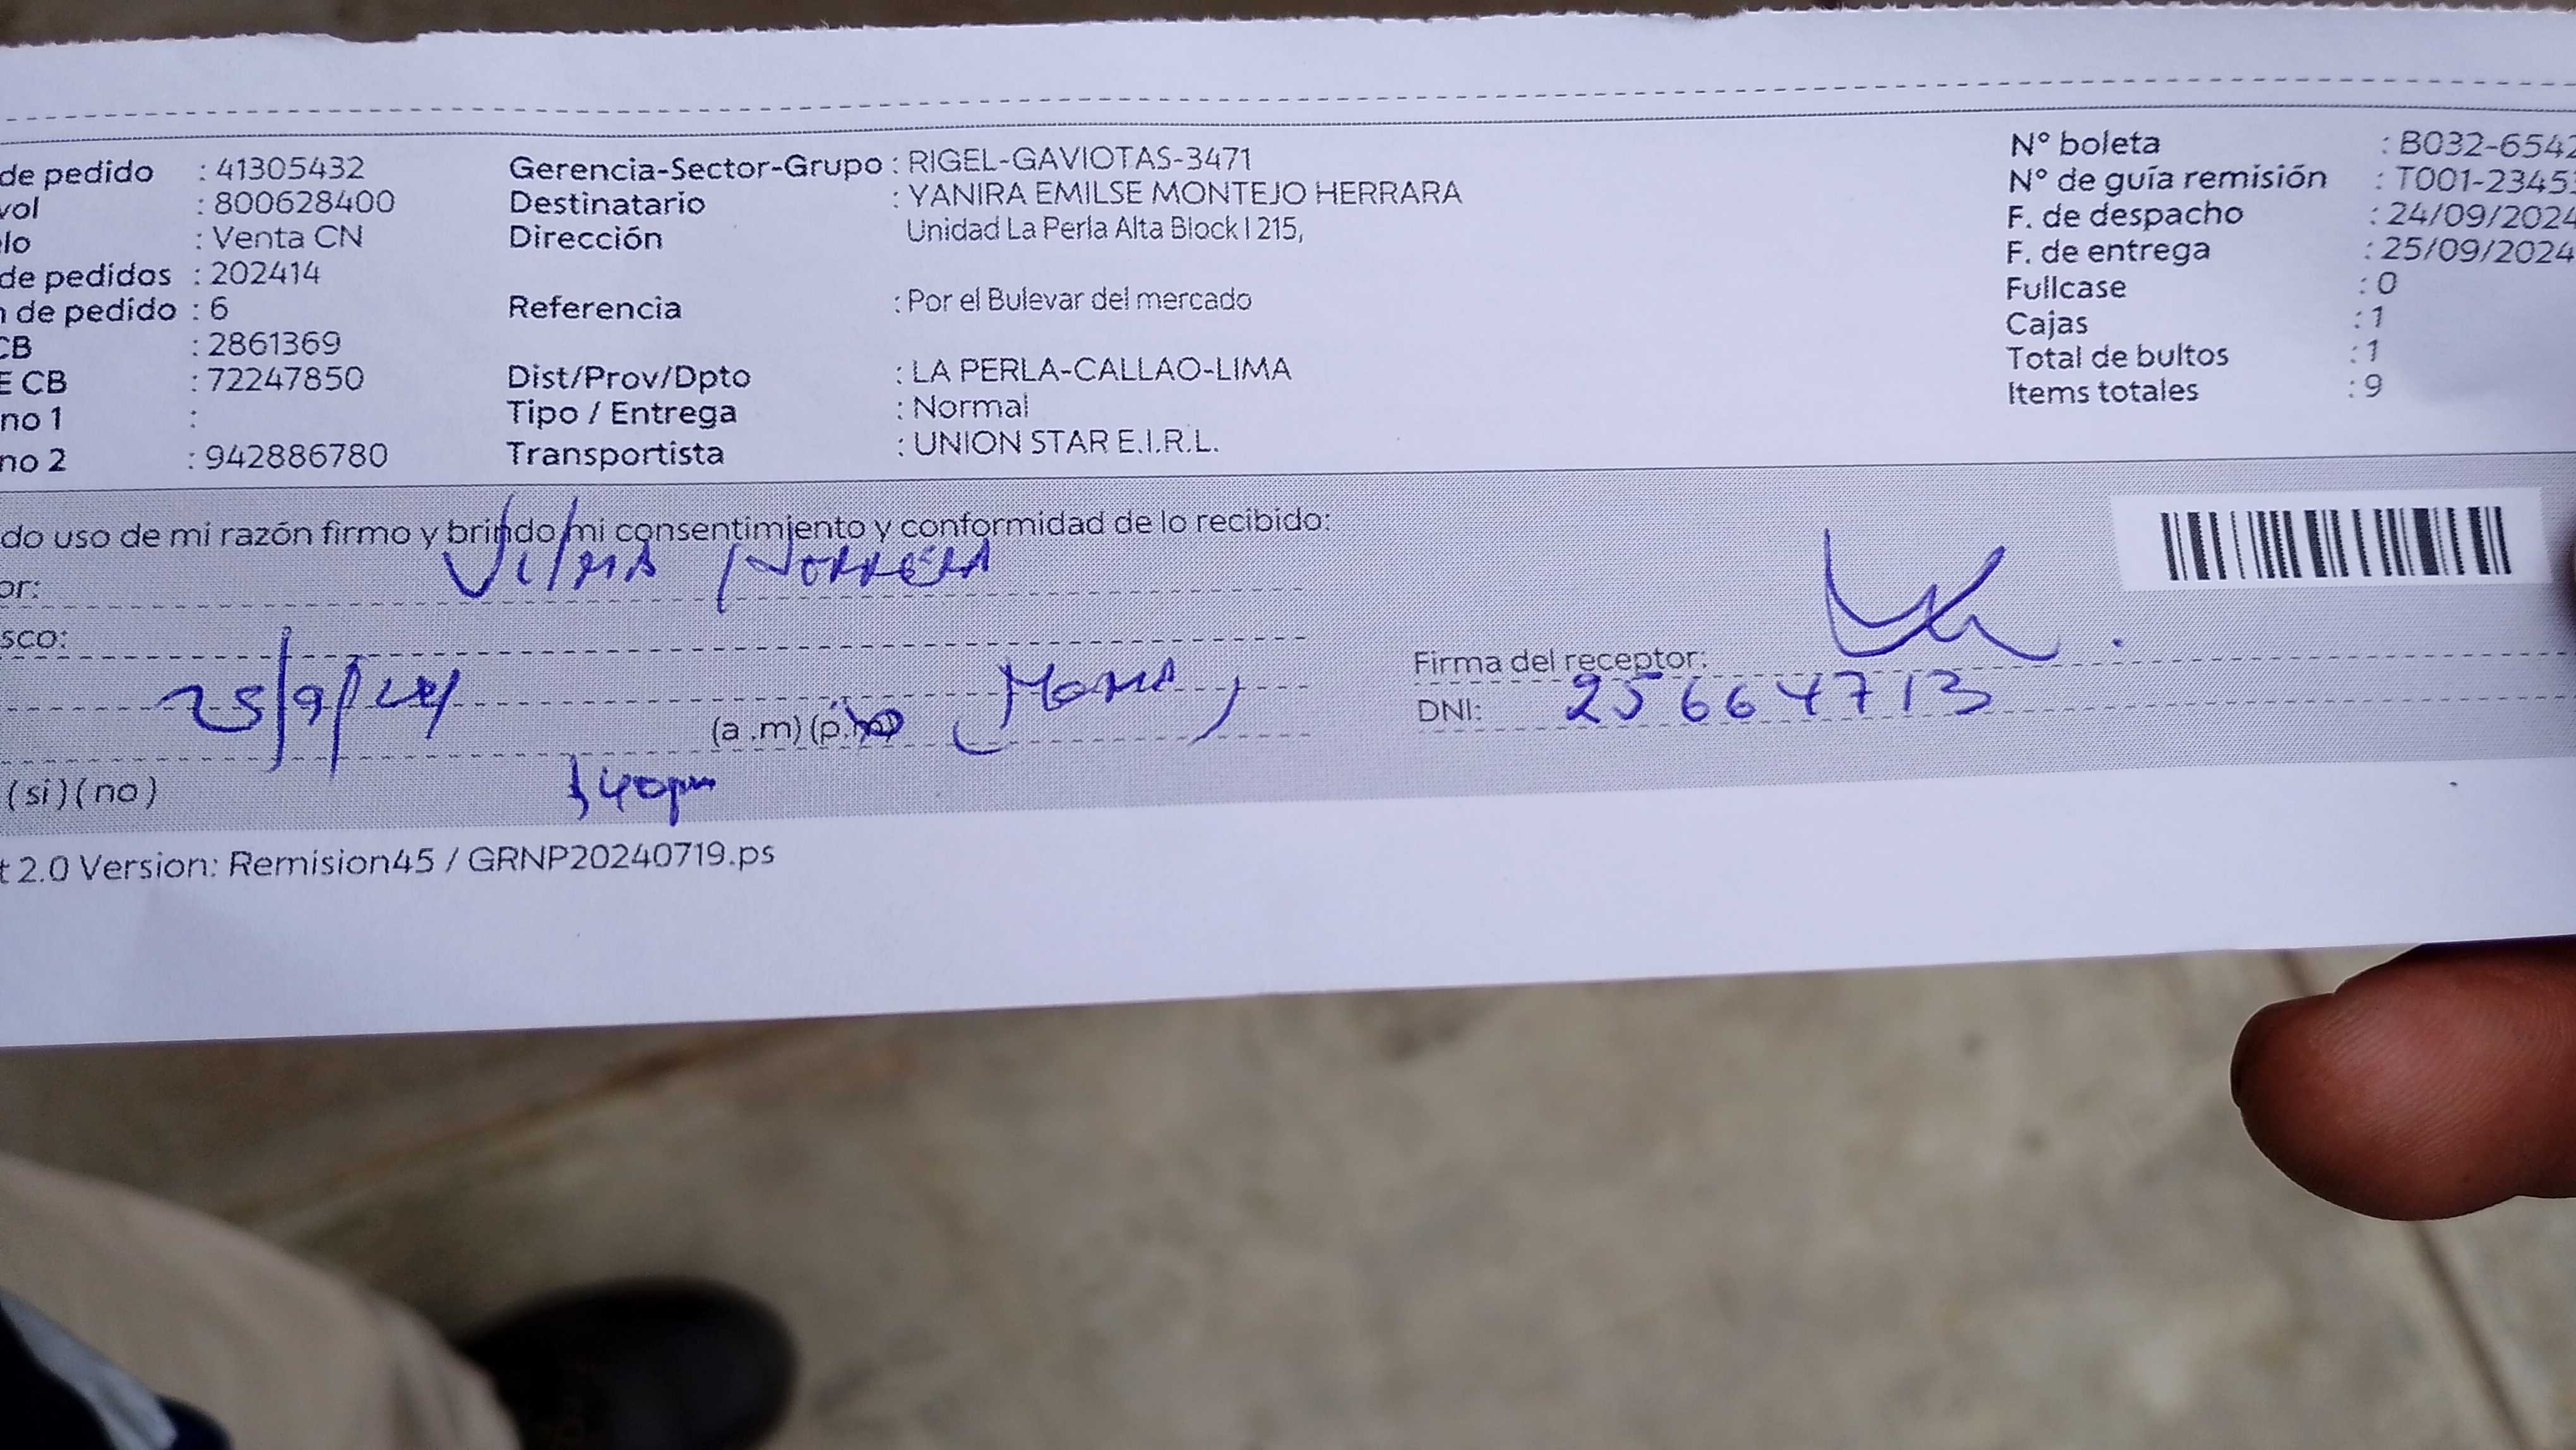 de pedido : 41305432 Gerencia-Sector-Grupo : RIGEL-GAVIOTAS-3471 N° boleta : B032-6542
vol : 800628400 Destinatario : YANIRA EMILSE MONTEJO HERRARA N° de guía remisión : T001-2345
lo : Venta CN Dirección Unidad La Perla Alta Block I 215, F. de despacho : 24/09/2024
de pedidos : 202414 F. de entrega : 25/09/2024
n de pedido : 6 Referencia : Por el Bulevar del mercado Fullcase : 0
CB : 2861369 Cajas : 1
E CB : 72247850 Dist/Prov/Dpto : LA PERLA-CALLAO-LIMA Total de bultos : 1
no 1 : Tipo / Entrega : Normal Items totales : 9
no 2 : 942886780 Transportista : UNION STAR E.I.R.L.
do uso de mi razón firmo y brindo mi consentimiento y conformidad de lo recibido:
or: Vilma Herrera
sco:
Firma del receptor:
25/9/24 (a .m) (p.m) (Mama) DNI: 25664713
(si) (no) 40pm
t 2.0 Version: Remision45 / GRNP20240719.ps